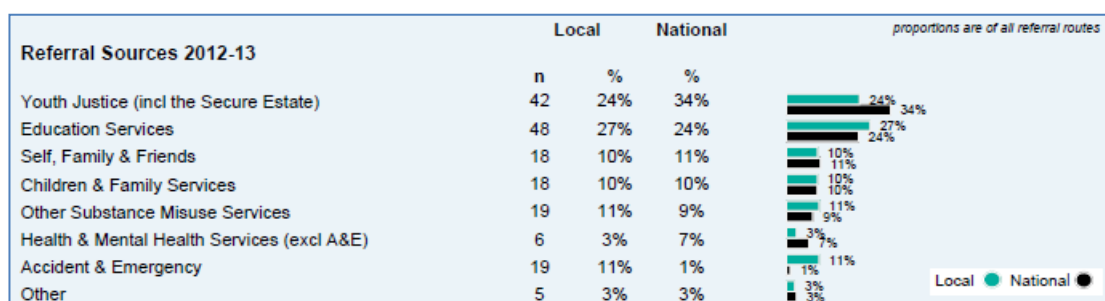 Local National proportions are of all referral routes
Referral Sources 2012-13
n % %
Youth Justice (incl the Secure Estate) 42 24% 34% 24%
34%
Education Services 48 27% 24% 27%
24%
Self, Family & Friends 18 10% 11% 10%
11%
Children & Family Services 18 10% 10% 10%
10%
Other Substance Misuse Services 19 11% 9% 11%
9%
Health & Mental Health Services (excl A&E) 6 3% 7% 3%
7%
Accident & Emergency 19 11% 1% 11%
1%
Local National
Other 5 3% 3% 3%
3%